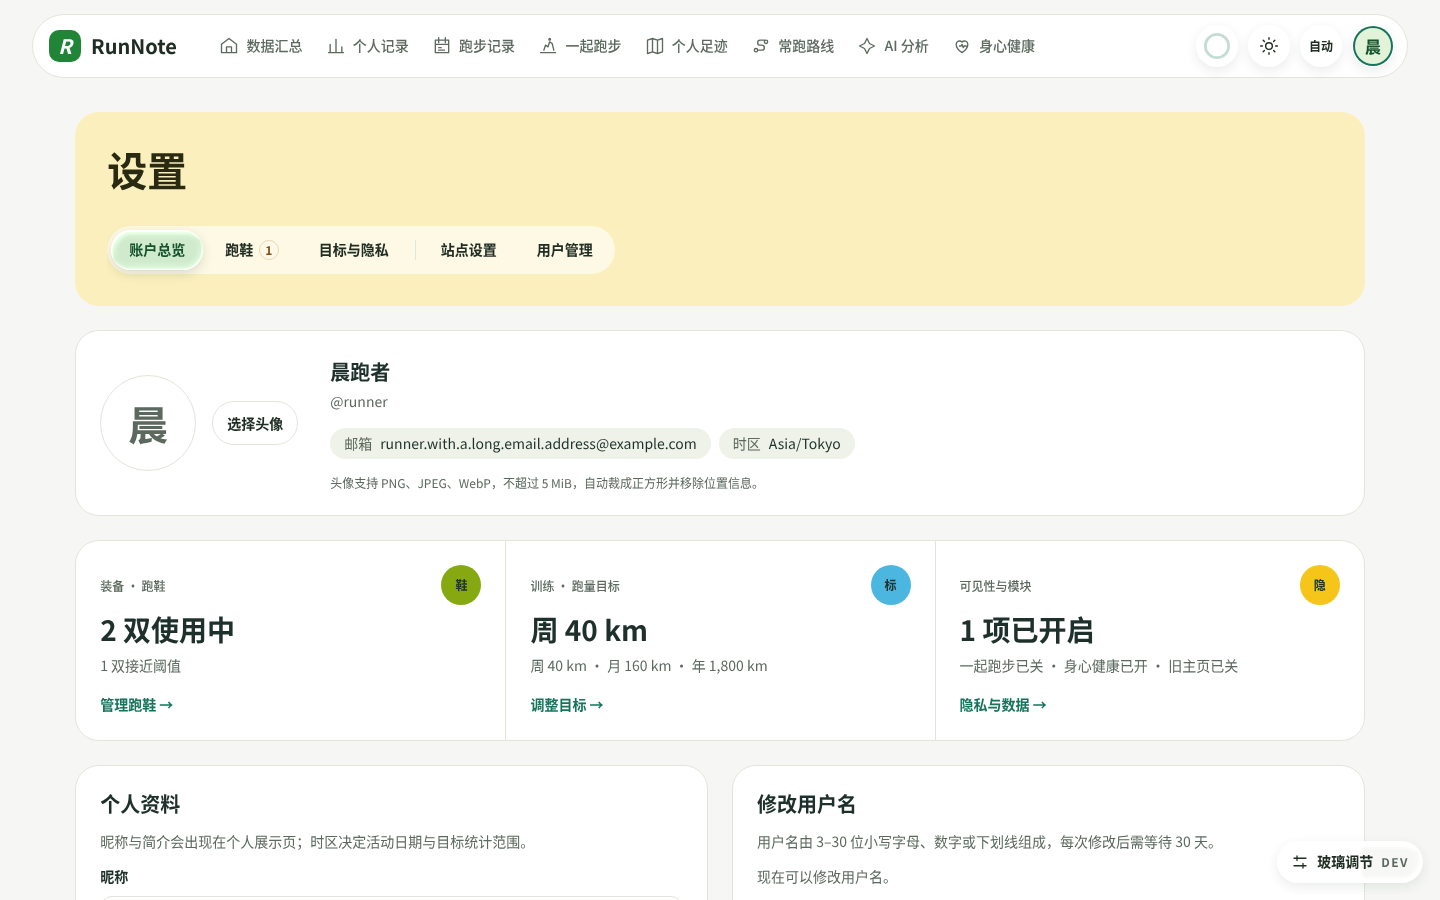 R RunNote 数据汇总 个人记录 跑步记录 一起跑步 个人足迹 常跑路线 AI 分析 身心健康 自动 晨
设置
账户总览 跑鞋 1 目标与隐私 站点设置 用户管理
晨 选择头像
晨跑者
@runner
邮箱 runner.with.a.long.email.address@example.com 时区 Asia/Tokyo
头像支持 PNG、JPEG、WebP，不超过 5 MiB，自动裁成正方形并移除位置信息。
装备 · 跑鞋 鞋
2 双使用中
1 双接近阈值
管理跑鞋 →
训练 · 跑量目标 标
周 40 km
周 40 km · 月 160 km · 年 1,800 km
调整目标 →
可见性与模块 隐
1 项已开启
一起跑步已关 · 身心健康已开 · 旧主页已关
隐私与数据 →
个人资料
昵称与简介会出现在个人展示页；时区决定活动日期与目标统计范围。
昵称
修改用户名
用户名由 3–30 位小写字母、数字或下划线组成，每次修改后需等待 30 天。
现在可以修改用户名。
玻璃调节 DEV